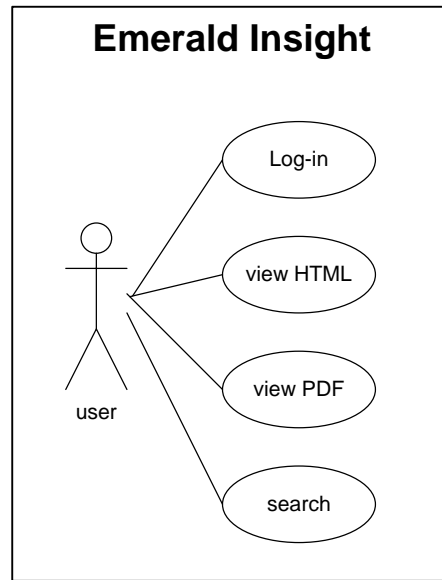 Emerald Insight
Log-in
view HTML
view PDF
user
search